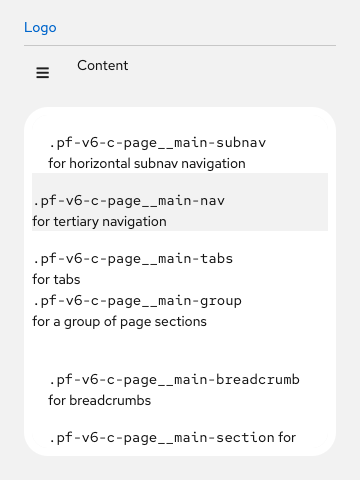 Logo
Content
.pf-v6-c-page__main-subnav
for horizontal subnav navigation
.pf-v6-c-page__main-nav
for tertiary navigation
.pf-v6-c-page__main-tabs
for tabs
.pf-v6-c-page__main-group
for a group of page sections
.pf-v6-c-page__main-breadcrumb
for breadcrumbs
.pf-v6-c-page__main-section for